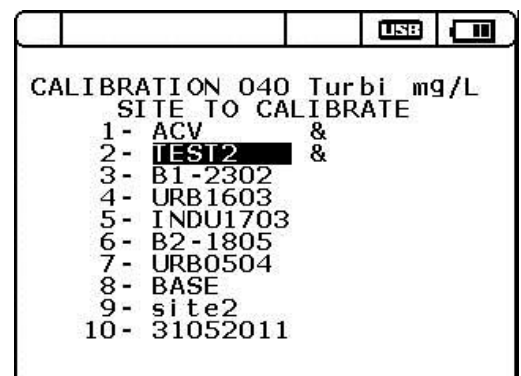 USB
CALIBRATION 040 Turbi mg/L
SITE TO CALIBRATE
1- ACV &
2- TEST2 &
3- B1-2302
4- URB1603
5- INDU1703
6- B2-1805
7- URB0504
8- BASE
9- site2
10- 31052011